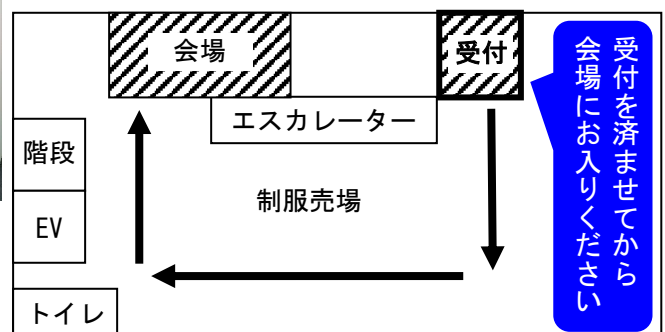 会場
受付
受付を済ませてから
会場にお入りください
エスカレーター
階段
制服売場
EV
トイレ